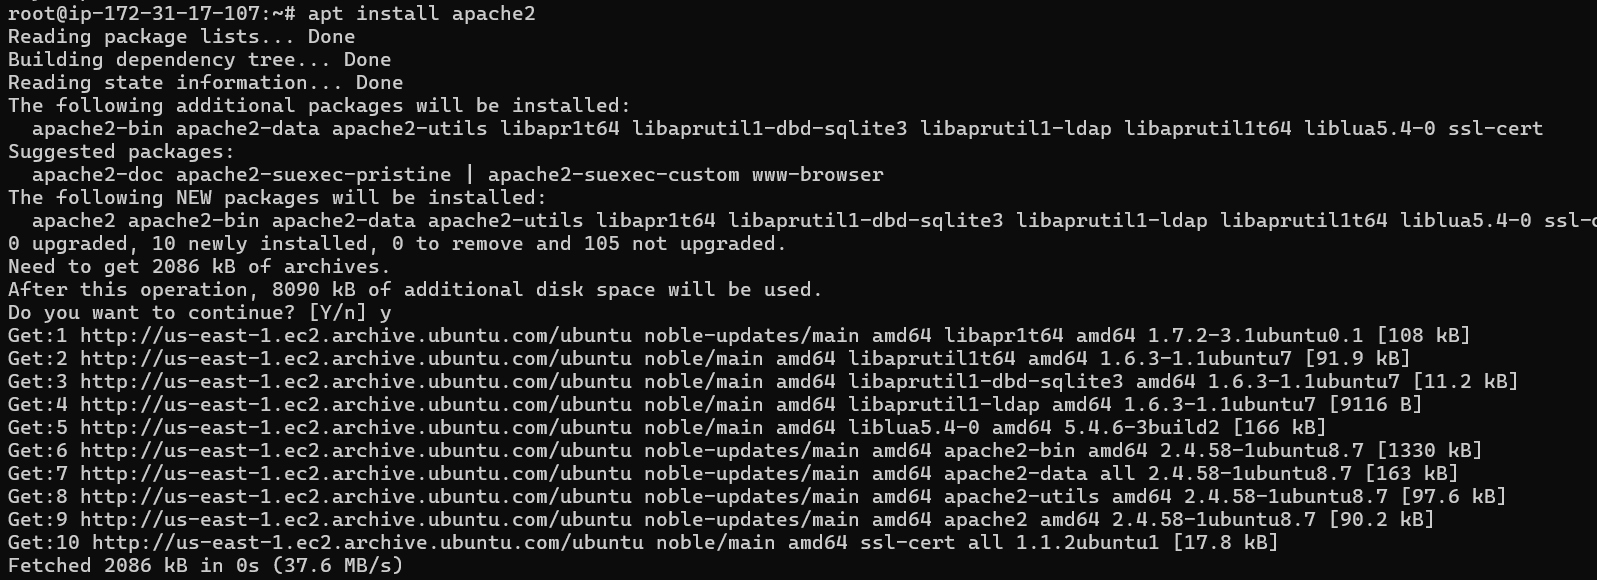 root@ip-172-31-17-107:~# apt install apache2
Reading package lists... Done
Building dependency tree... Done
Reading state information... Done
The following additional packages will be installed:
  apache2-bin apache2-data apache2-utils libapr1t64 libaprutil1-dbd-sqlite3 libaprutil1-ldap libaprutil1t64 liblua5.4-0 ssl-cert
Suggested packages:
  apache2-doc apache2-suexec-pristine | apache2-suexec-custom www-browser
The following NEW packages will be installed:
  apache2 apache2-bin apache2-data apache2-utils libapr1t64 libaprutil1-dbd-sqlite3 libaprutil1-ldap libaprutil1t64 liblua5.4-0
0 upgraded, 10 newly installed, 0 to remove and 105 not upgraded.
Need to get 2086 kB of archives.
After this operation, 8090 kB of additional disk space will be used.
Do you want to continue? [Y/n] y
Get:1 http://us-east-1.ec2.archive.ubuntu.com/ubuntu noble-updates/main amd64 libapr1t64 amd64 1.7.2-3.1ubuntu0.1 [108 kB]
Get:2 http://us-east-1.ec2.archive.ubuntu.com/ubuntu noble/main amd64 libaprutil1t64 amd64 1.6.3-1.1ubuntu7 [91.9 kB]
Get:3 http://us-east-1.ec2.archive.ubuntu.com/ubuntu noble/main amd64 libaprutil1-dbd-sqlite3 amd64 1.6.3-1.1ubuntu7 [11.2 kB]
Get:4 http://us-east-1.ec2.archive.ubuntu.com/ubuntu noble/main amd64 libaprutil1-ldap amd64 1.6.3-1.1ubuntu7 [9116 B]
Get:5 http://us-east-1.ec2.archive.ubuntu.com/ubuntu noble/main amd64 liblua5.4-0 amd64 5.4.6-3build2 [166 kB]
Get:6 http://us-east-1.ec2.archive.ubuntu.com/ubuntu noble-updates/main amd64 apache2-bin amd64 2.4.58-1ubuntu8.7 [1330 kB]
Get:7 http://us-east-1.ec2.archive.ubuntu.com/ubuntu noble-updates/main amd64 apache2-data all 2.4.58-1ubuntu8.7 [163 kB]
Get:8 http://us-east-1.ec2.archive.ubuntu.com/ubuntu noble-updates/main amd64 apache2-utils amd64 2.4.58-1ubuntu8.7 [97.6 kB]
Get:9 http://us-east-1.ec2.archive.ubuntu.com/ubuntu noble-updates/main amd64 apache2 amd64 2.4.58-1ubuntu8.7 [90.2 kB]
Get:10 http://us-east-1.ec2.archive.ubuntu.com/ubuntu noble/main amd64 ssl-cert all 1.1.2ubuntu1 [17.8 kB]
Fetched 2086 kB in 0s (37.6 MB/s)